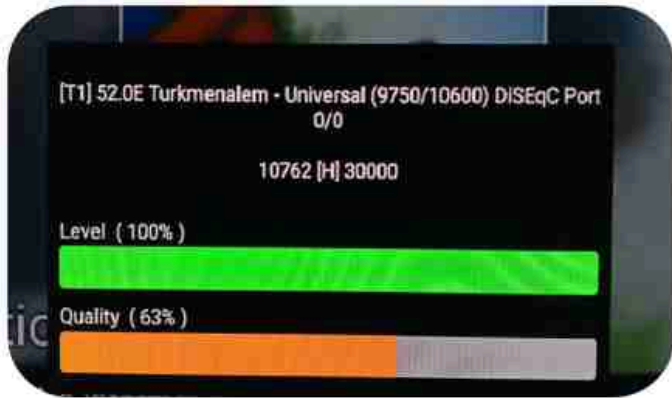 [T1] 52.0E Turkmenalem - Universal (9750/10600) DiSEqC Port
0/0
10762 [H] 30000
Level ( 100% )
Quality ( 63% )